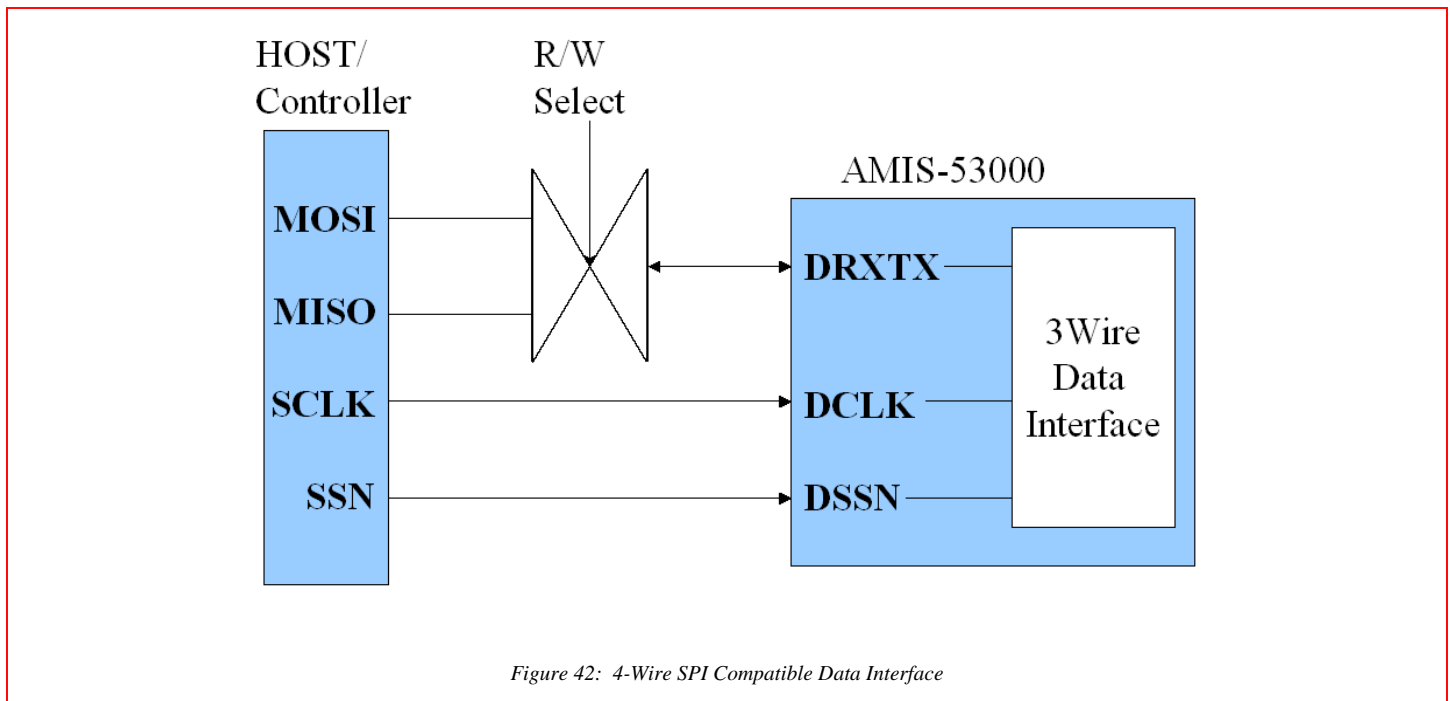 HOST/
Controller
R/W
Select
AMIS-53000
MOSI
MISO
SCLK
SSN
DRXTX
DCLK
DSSN
3Wire
Data
Interface
Figure 42: 4-Wire SPI Compatible Data Interface